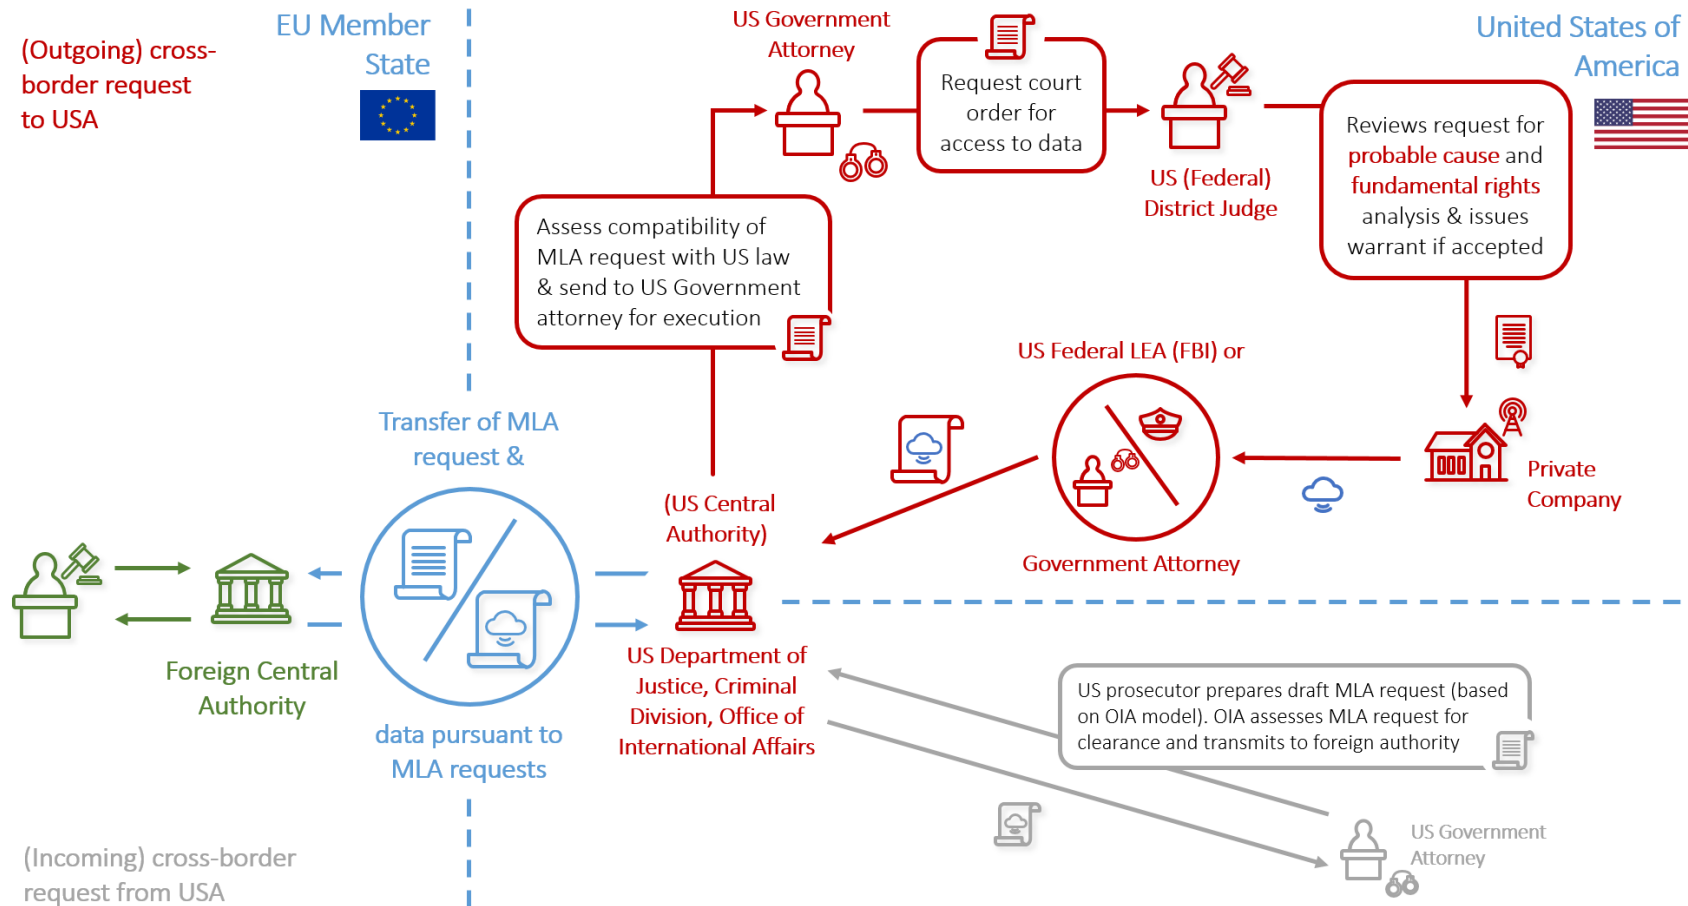 (Outgoing) cross-
border request
to USA
EU Member
State
US Government
Attorney
Request court
order for
access to data
US (Federal)
District Judge
United States of
America
Reviews request for
probable cause and
fundamental rights
analysis & issues
warrant if accepted
Assess compatibility of
MLA request with US law
& send to US Government
attorney for execution
US Federal LEA (FBI) or
Government Attorney
Private
Company
Transfer of MLA
request &
data pursuant to
MLA requests
(US Central
Authority)
US Department of
Justice, Criminal
Division, Office of
International Affairs
Foreign Central
Authority
US prosecutor prepares draft MLA request (based
on OIA model). OIA assesses MLA request for
clearance and transmits to foreign authority
US Government
Attorney
(Incoming) cross-border
request from USA